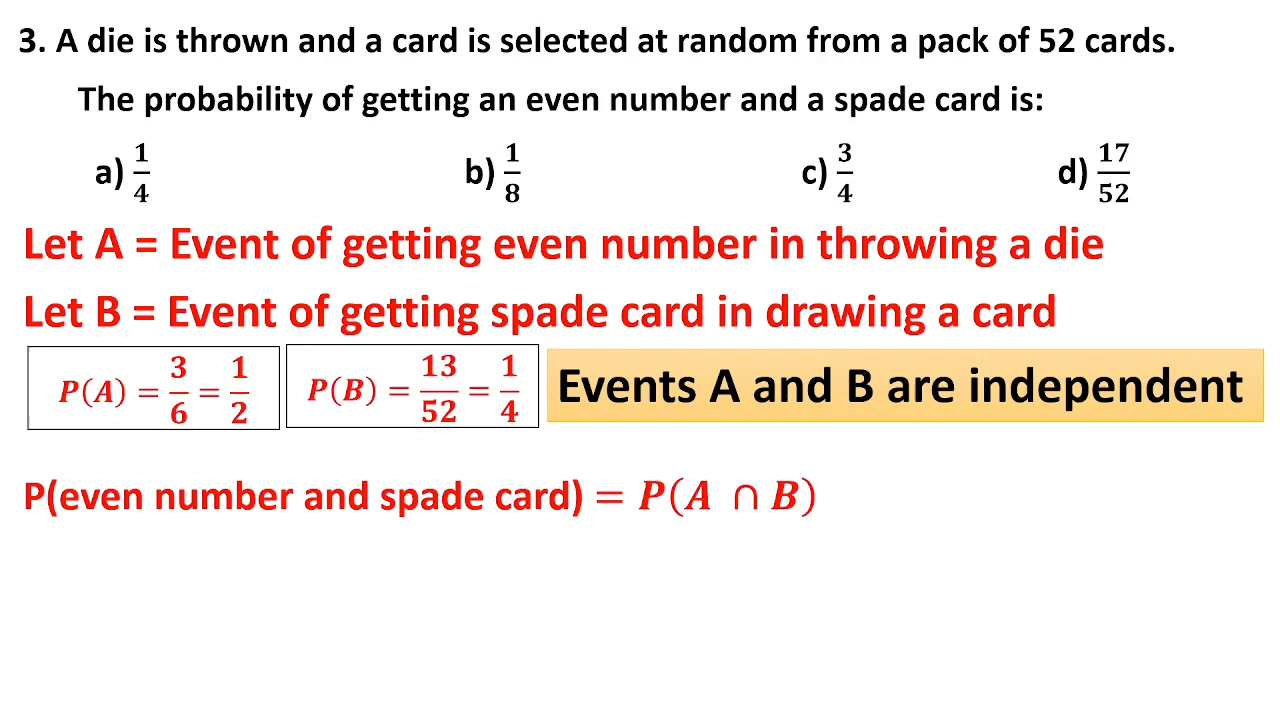 3. A die is thrown and a card is selected at random from a pack of 52 cards.
The probability of getting an even number and a spade card is:
a) 1/4 b) 1/8 c) 3/4 d) 17/52
Let A = Event of getting even number in throwing a die
Let B = Event of getting spade card in drawing a card
P(A) = 3/6 = 1/2 P(B) = 13/52 = 1/4 Events A and B are independent
P(even number and spade card) = P(A ∩ B)